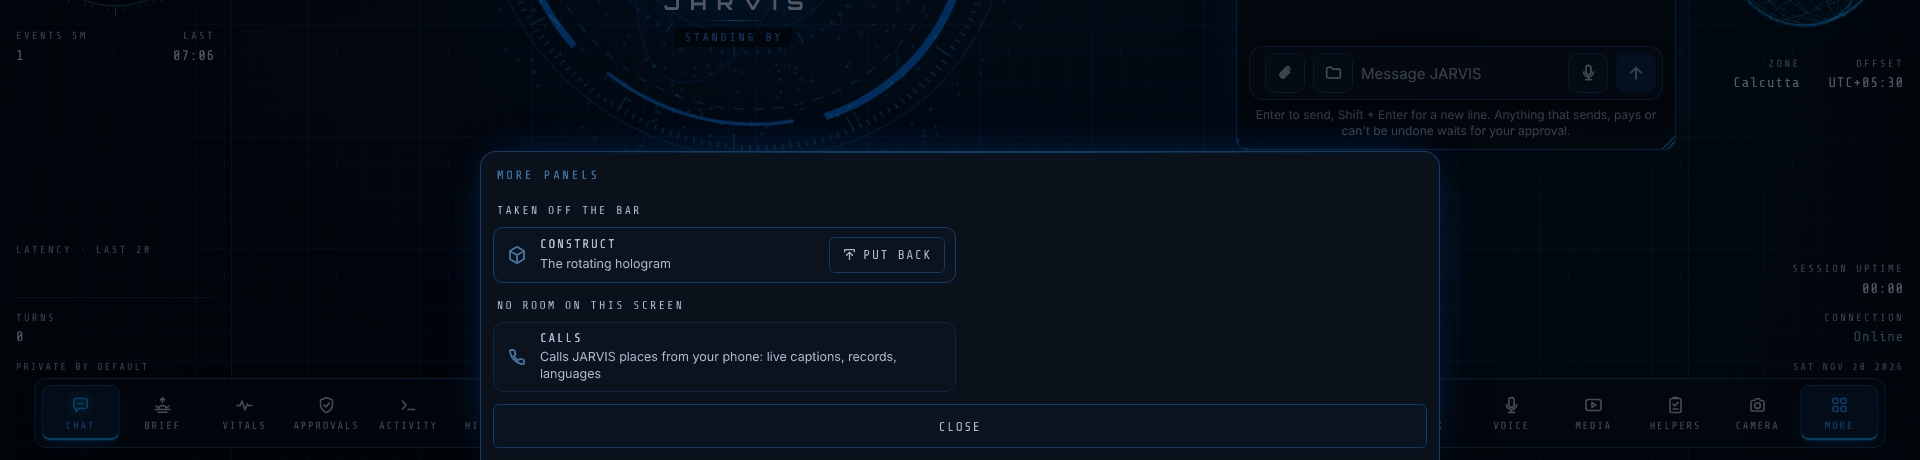 JARVIS
STANDING BY
EVENTS 5M
LAST
1
07:06
Message JARVIS
Enter to send, Shift + Enter for a new line. Anything that sends, pays or
can't be undone waits for your approval.
ZONE
OFFSET
Calcutta
UTC+05:30
MORE PANELS
TAKEN OFF THE BAR
CONSTRUCT
The rotating hologram
PUT BACK
NO ROOM ON THIS SCREEN
CALLS
Calls JARVIS places from your phone: live captions, records,
languages
CLOSE
LATENCY · LAST 20
TURNS
0
PRIVATE BY DEFAULT
SESSION UPTIME
00:00
CONNECTION
Online
SAT NOV 28 2026
CHAT
BRIEF
VITALS
APPROVALS
ACTIVITY
VOICE
MEDIA
HELPERS
CAMERA
MORE